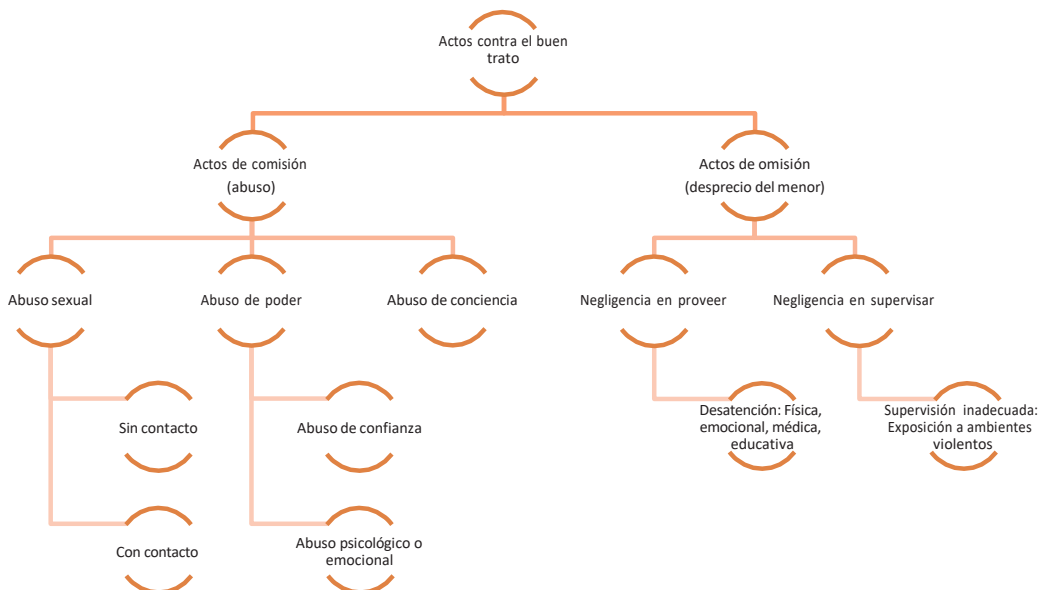 Actos contra el buen
trato
Actos de comisión
(abuso)
Actos de omisión
(desprecio del menor)
Abuso sexual
Abuso de poder
Abuso de conciencia
Negligencia en proveer
Negligencia en supervisar
Sin contacto
Abuso de confianza
Desatención: Física,
emocional, médica,
educativa
Supervisión inadecuada:
Exposición a ambientes
violentos
Con contacto
Abuso psicológico o
emocional